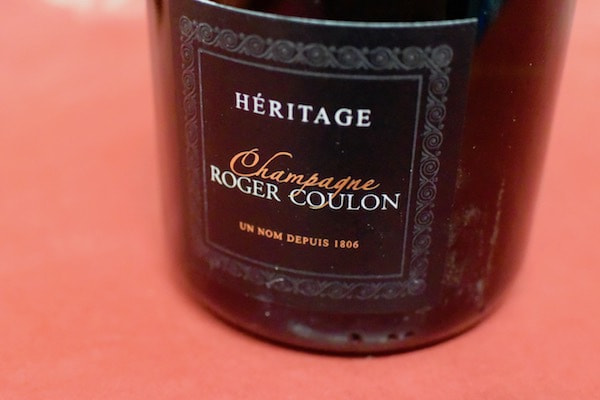 HÉRITAGE
Champagne
ROGER COULON
UN NOM DEPUIS 1806